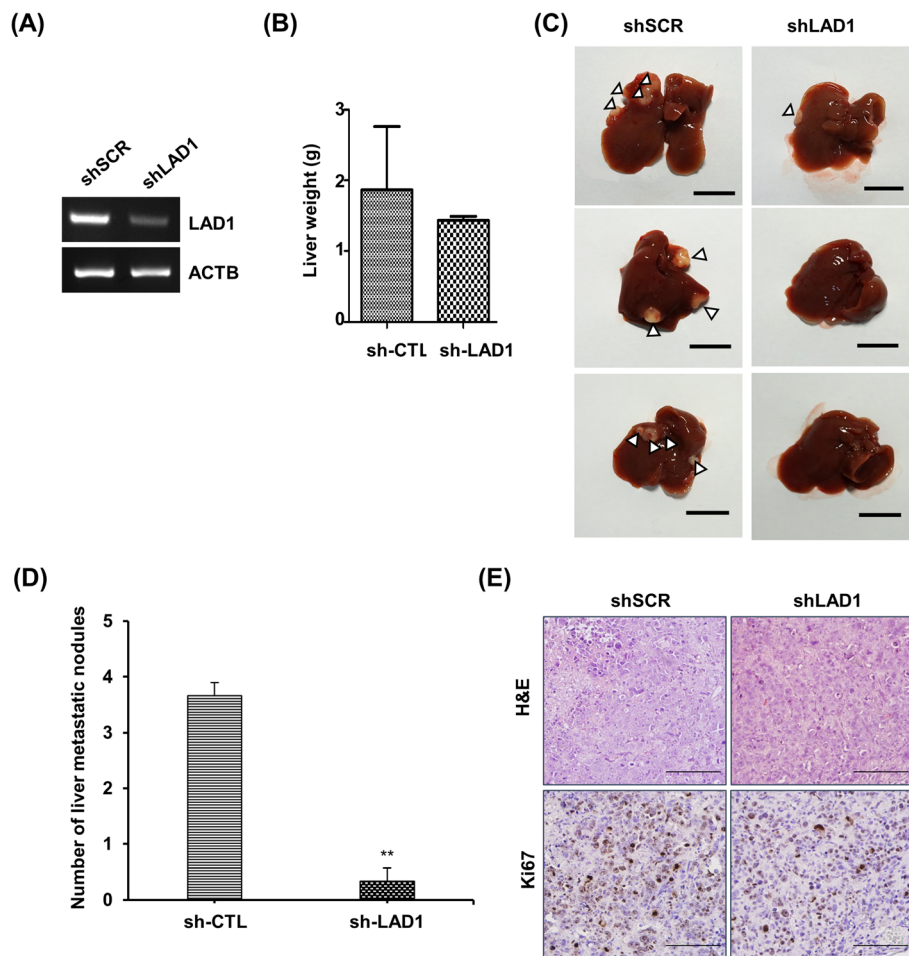 (A)
shSCR
shLAD1
LAD1
ACTB
(B)
Liver weight (g)
3
2
1
0
sh-CTL
sh-LAD1
(C)
shSCR
shLAD1
(D)
Number of liver metastatic nodules
5
4
3
2
1
0
**
sh-CTL
sh-LAD1
(E)
shSCR
shLAD1
H&E
Ki67